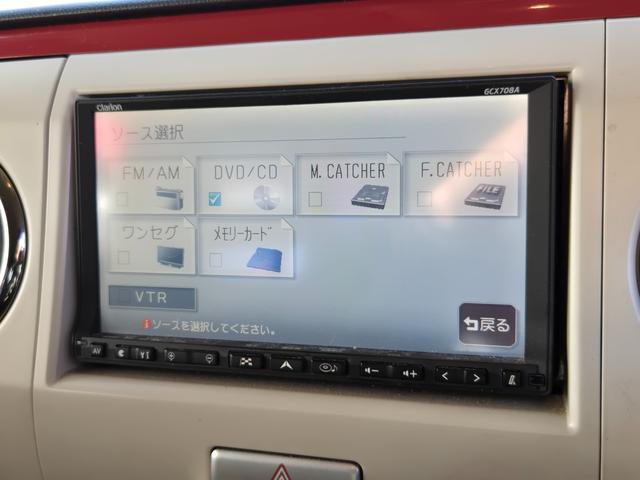 clarion
GCX708A
ソース選択
FM/AM
DVD/CD
M. CATCHER
F. CATCHER
FILE
ワンセグ
ﾒﾓﾘｰｶｰﾄﾞ
VTR
ソースを選択してください。
戻る
AV